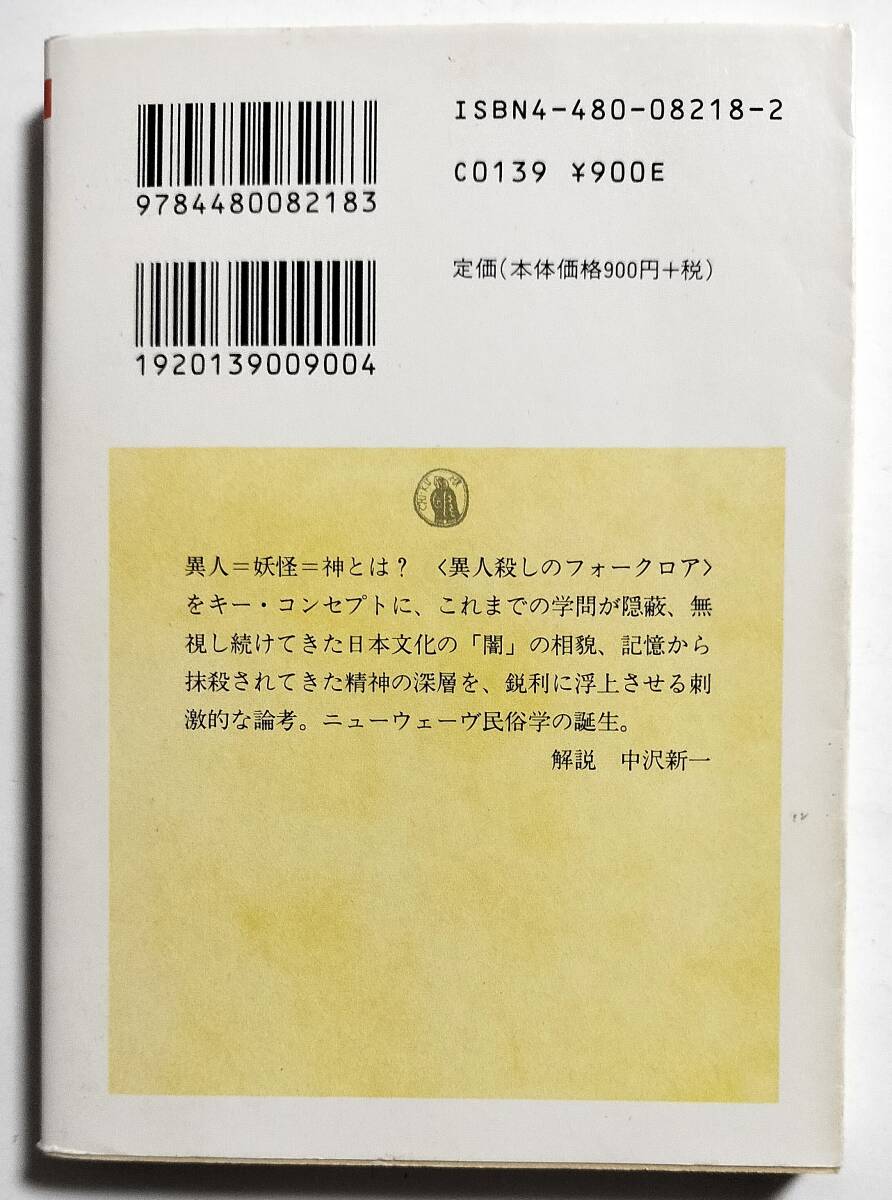 ISBN4-480-08218-2
9784480082183
C0139 ¥900E
定価(本体価格900円+税)
1920139009004
異人=妖怪=神とは? 〈異人殺しのフォークロア〉
をキー・コンセプトに、これまでの学問が隠蔽、無
視し続けてきた日本文化の「闇」の相貌、記憶から
抹殺されてきた精神の深層を、鋭利に浮上させる刺
激的な論考。ニューウェーヴ民俗学の誕生。
解説 中沢新一